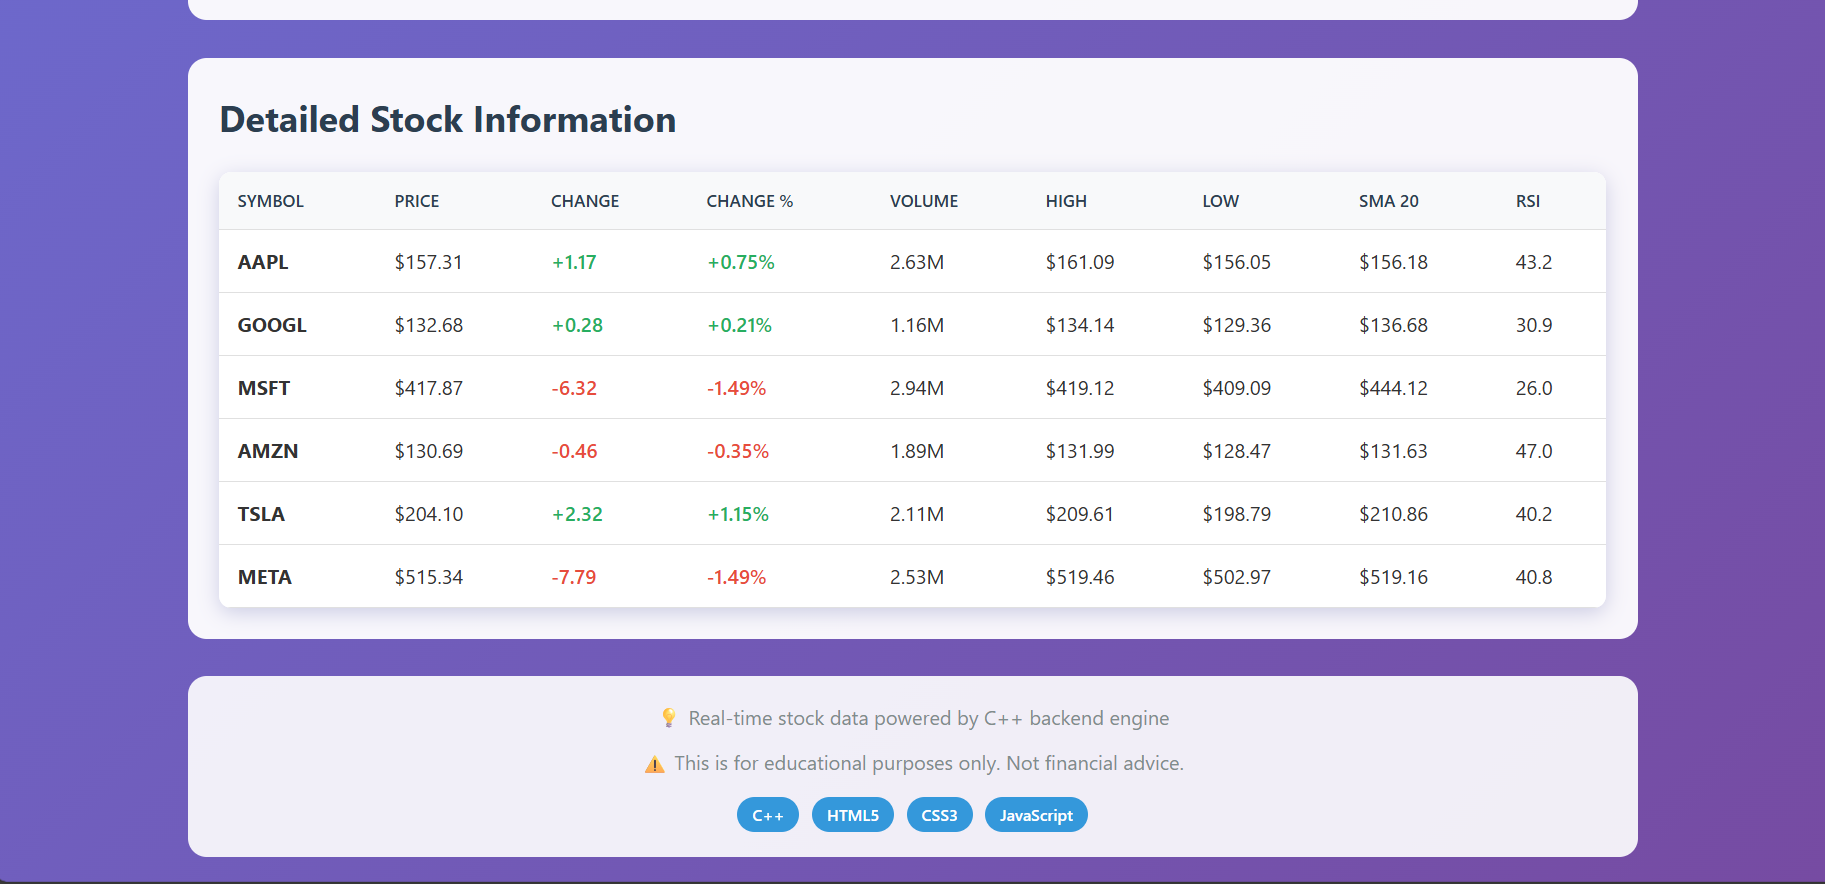 Detailed Stock Information
SYMBOL PRICE CHANGE CHANGE % VOLUME HIGH LOW SMA 20 RSI
AAPL $157.31 +1.17 +0.75% 2.63M $161.09 $156.05 $156.18 43.2
GOOGL $132.68 +0.28 +0.21% 1.16M $134.14 $129.36 $136.68 30.9
MSFT $417.87 -6.32 -1.49% 2.94M $419.12 $409.09 $444.12 26.0
AMZN $130.69 -0.46 -0.35% 1.89M $131.99 $128.47 $131.63 47.0
TSLA $204.10 +2.32 +1.15% 2.11M $209.61 $198.79 $210.86 40.2
META $515.34 -7.79 -1.49% 2.53M $519.46 $502.97 $519.16 40.8
💡 Real-time stock data powered by C++ backend engine
⚠️ This is for educational purposes only. Not financial advice.
C++ HTML5 CSS3 JavaScript